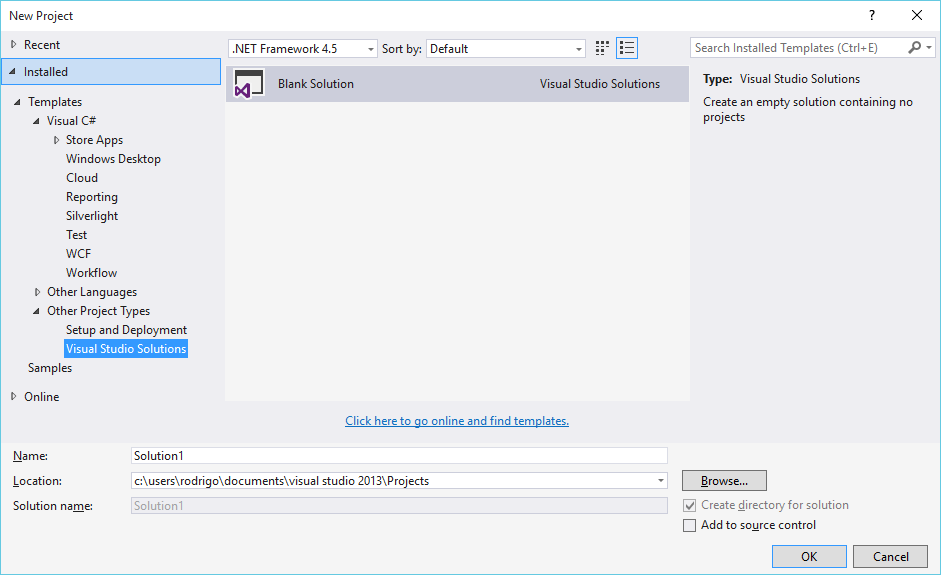 New Project
Recent
.NET Framework 4.5 Sort by: Default
Search Installed Templates (Ctrl+E)
Installed
Templates
Visual C#
Store Apps
Windows Desktop
Cloud
Reporting
Silverlight
Test
WCF
Workflow
Other Languages
Other Project Types
Setup and Deployment
Visual Studio Solutions
Samples
Online
Blank Solution Visual Studio Solutions
Type: Visual Studio Solutions
Create an empty solution containing no
projects
Click here to go online and find templates.
Name: Solution1
Location: c:\users\rodrigo\documents\visual studio 2013\Projects
Browse...
Solution name: Solution1
Create directory for solution
Add to source control
OK Cancel